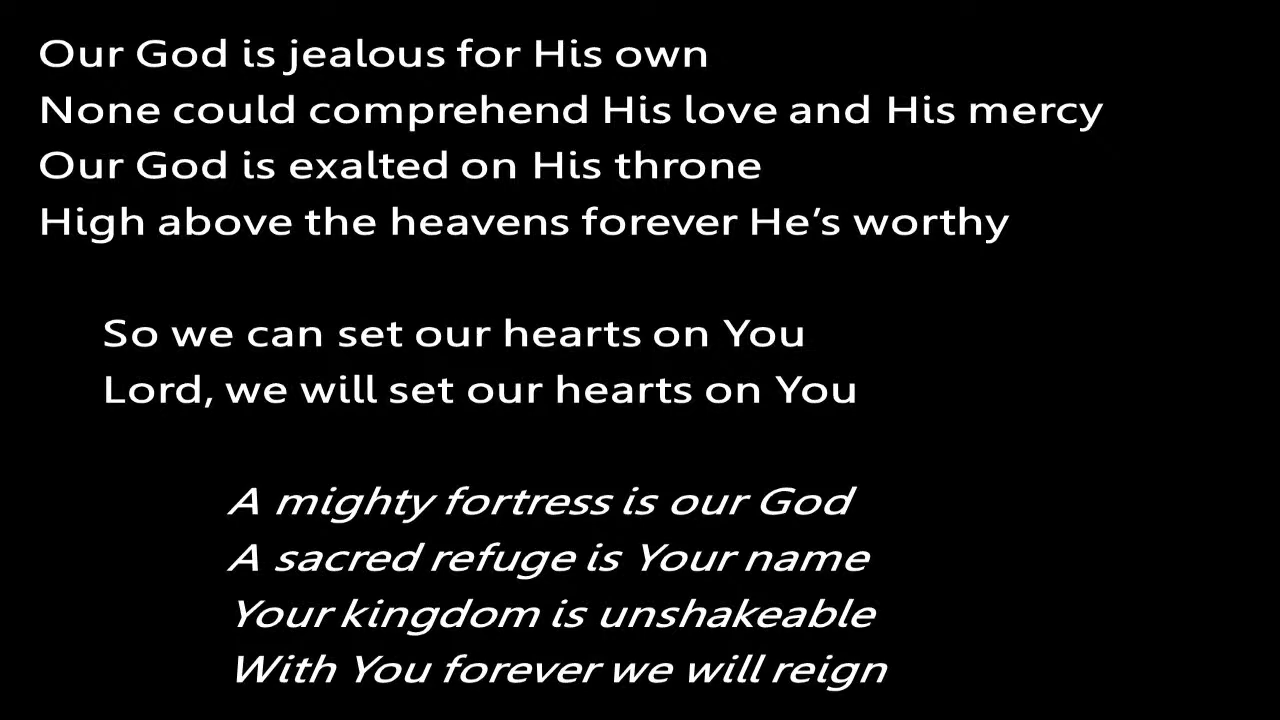 Our God is jealous for His own
None could comprehend His love and His mercy
Our God is exalted on His throne
High above the heavens forever He’s worthy
So we can set our hearts on You
Lord, we will set our hearts on You
A mighty fortress is our God
A sacred refuge is Your name
Your kingdom is unshakeable
With You forever we will reign